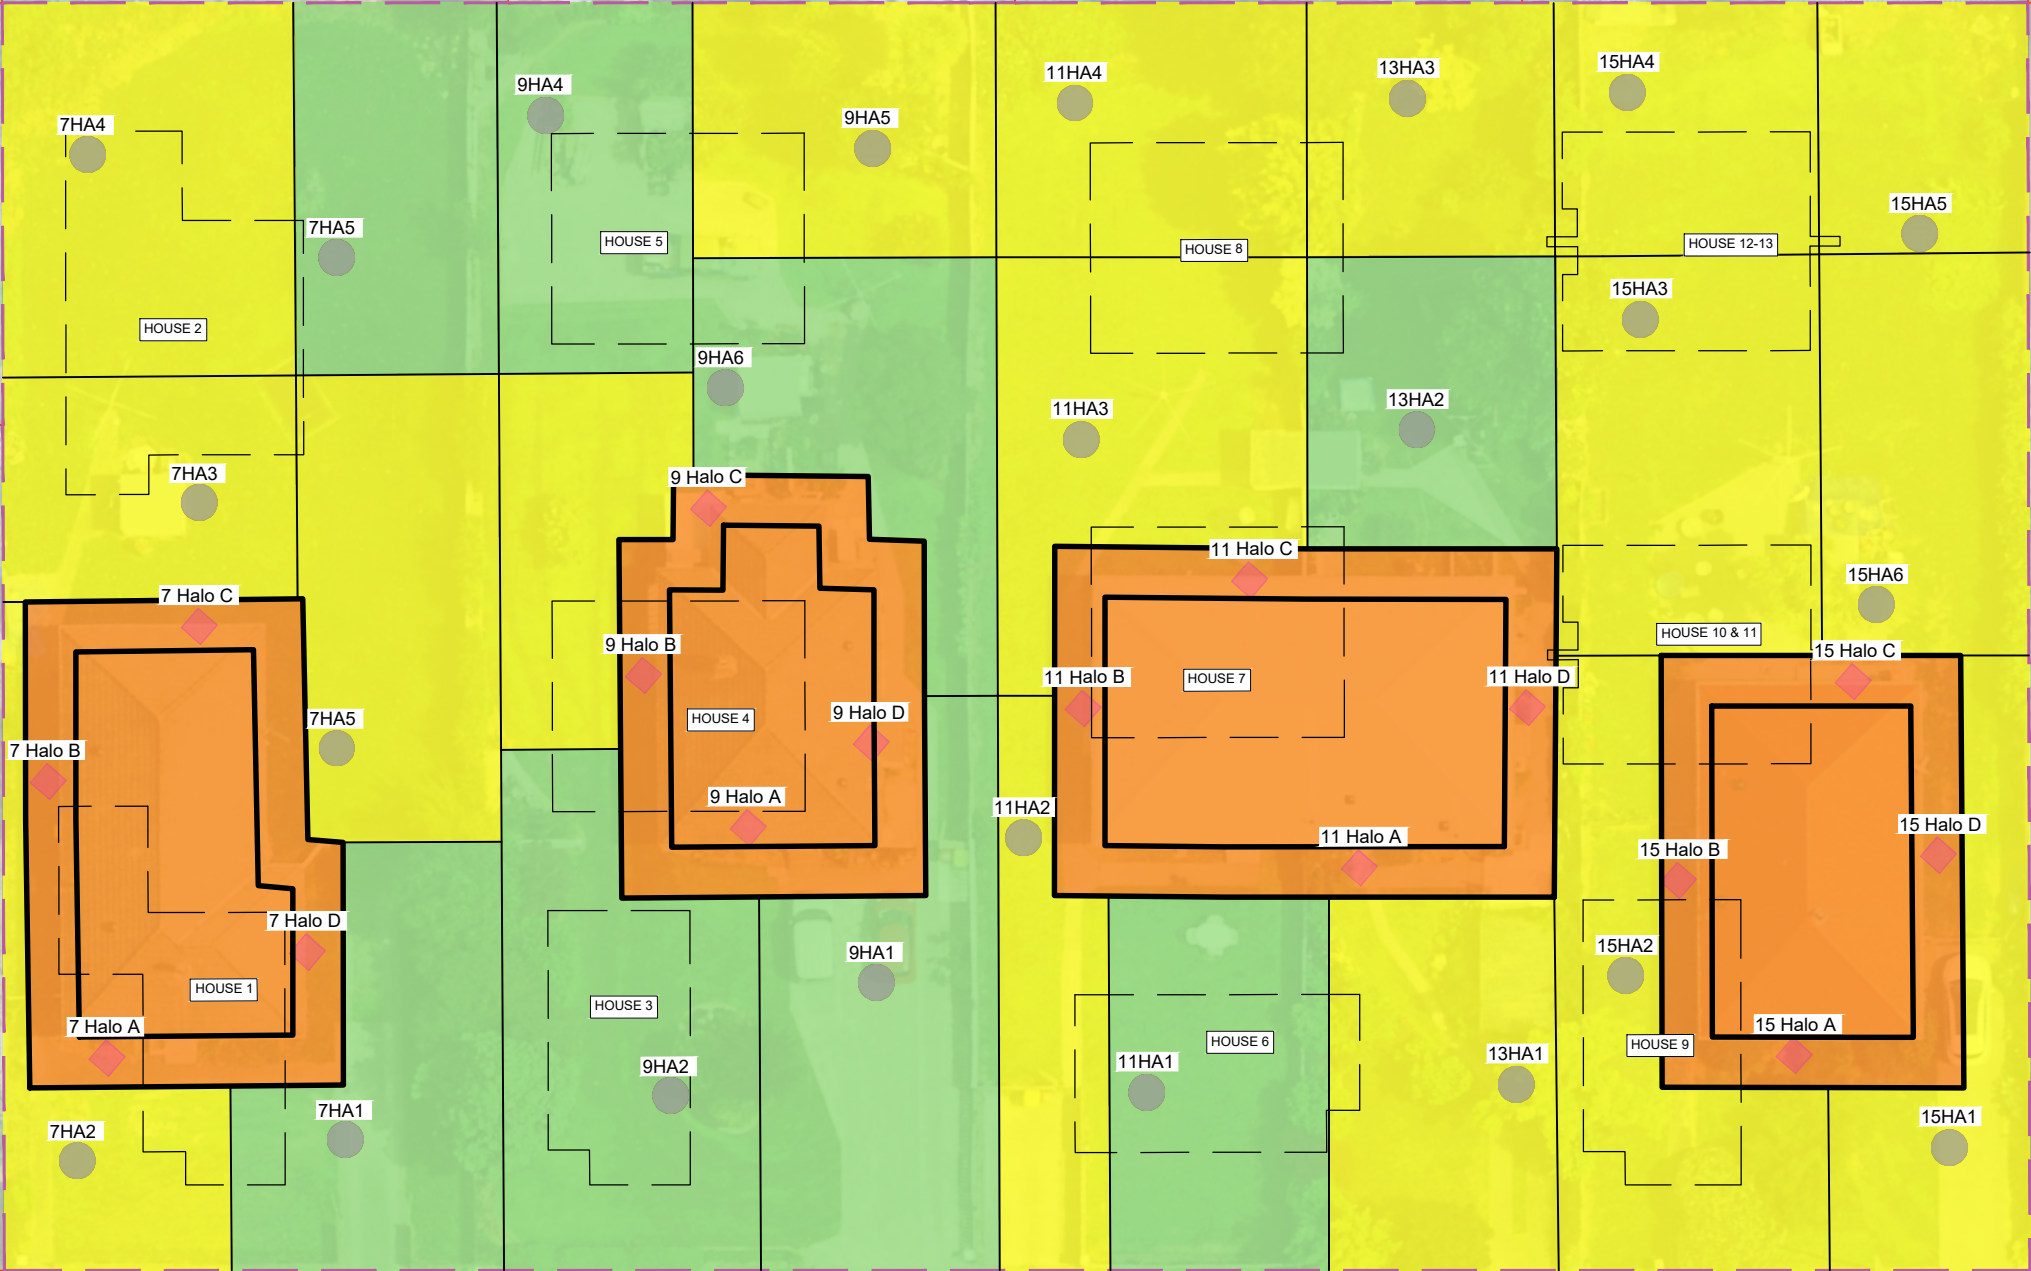 15HA4
13HA3
11HA4
9HA4
9HA5
7HA4
15HA5
7HA5
HOUSE 5
HOUSE 8
HOUSE 12-13
15HA3
HOUSE 2
9HA6
13HA2
11HA3
7HA3
9 Halo C
11 Halo C
15HA6
7 Halo C
HOUSE 10 & 11
9 Halo B
15 Halo C
11 Halo B
HOUSE 7
11 Halo D
7HA5
HOUSE 4
9 Halo D
7 Halo B
9 Halo A
11HA2
15 Halo D
11 Halo A
15 Halo B
7 Halo D
15HA2
9HA1
HOUSE 1
HOUSE 3
7 Halo A
15 Halo A
HOUSE 6
HOUSE 9
13HA1
11HA1
9HA2
7HA1
15HA1
7HA2